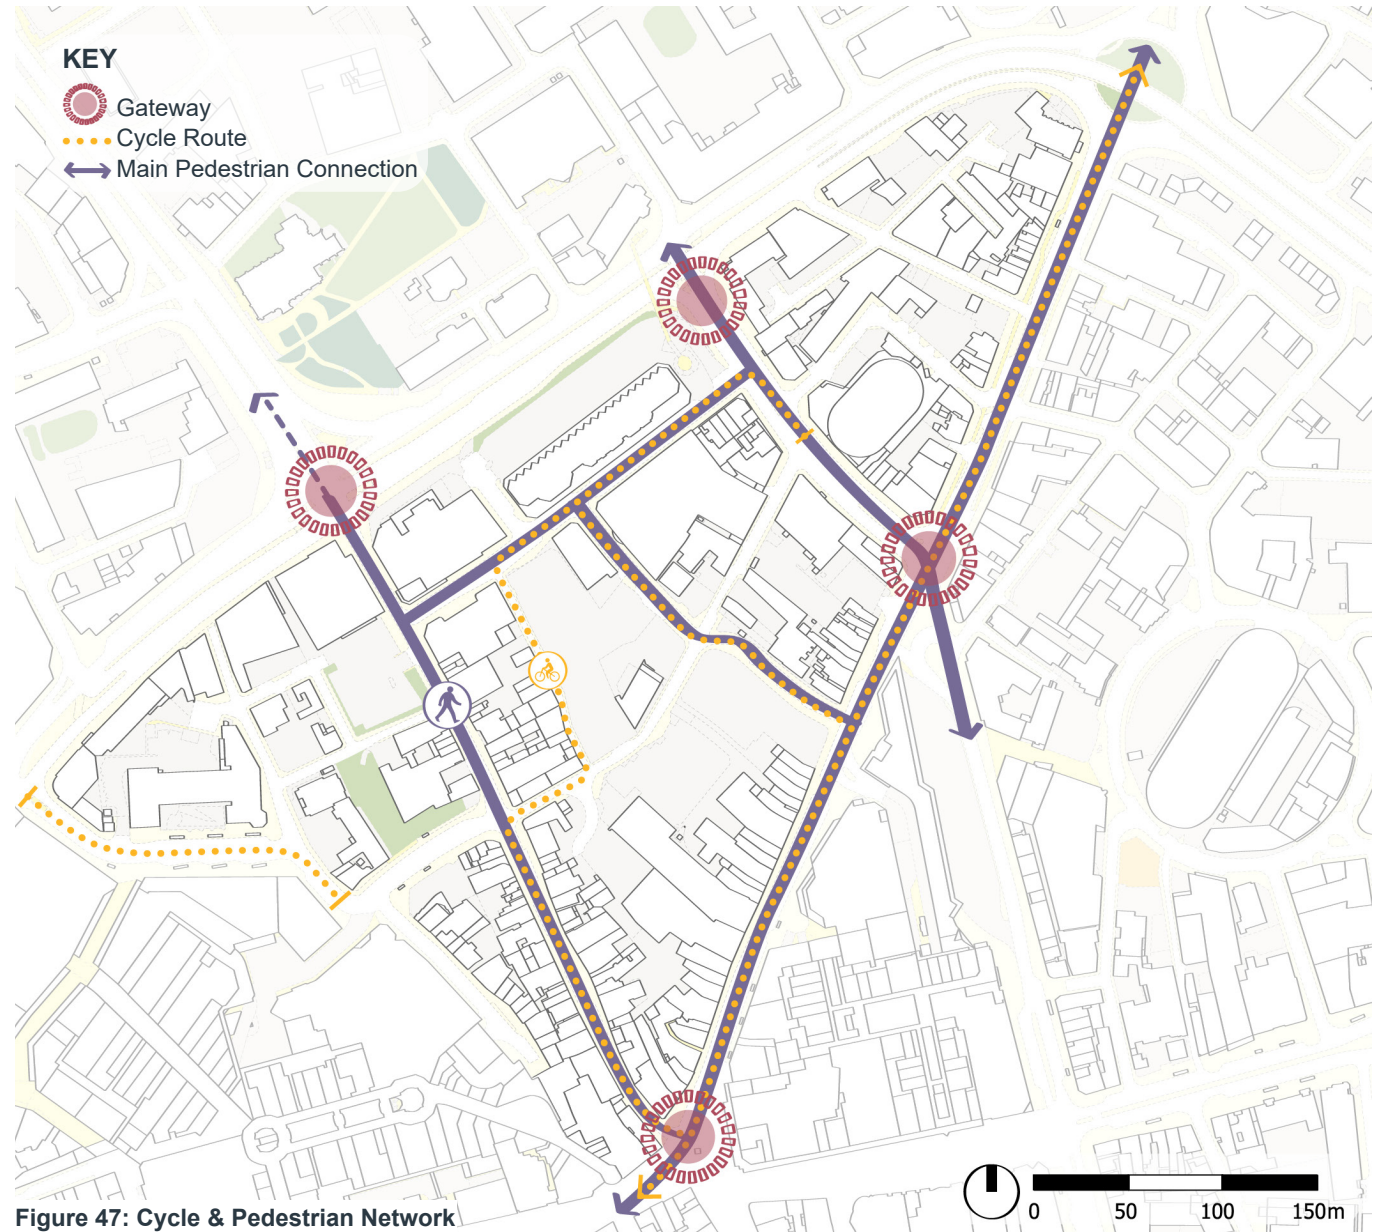 KEY
Gateway
Cycle Route
Main Pedestrian Connection
0 50 100 150m
Figure 47: Cycle & Pedestrian Network